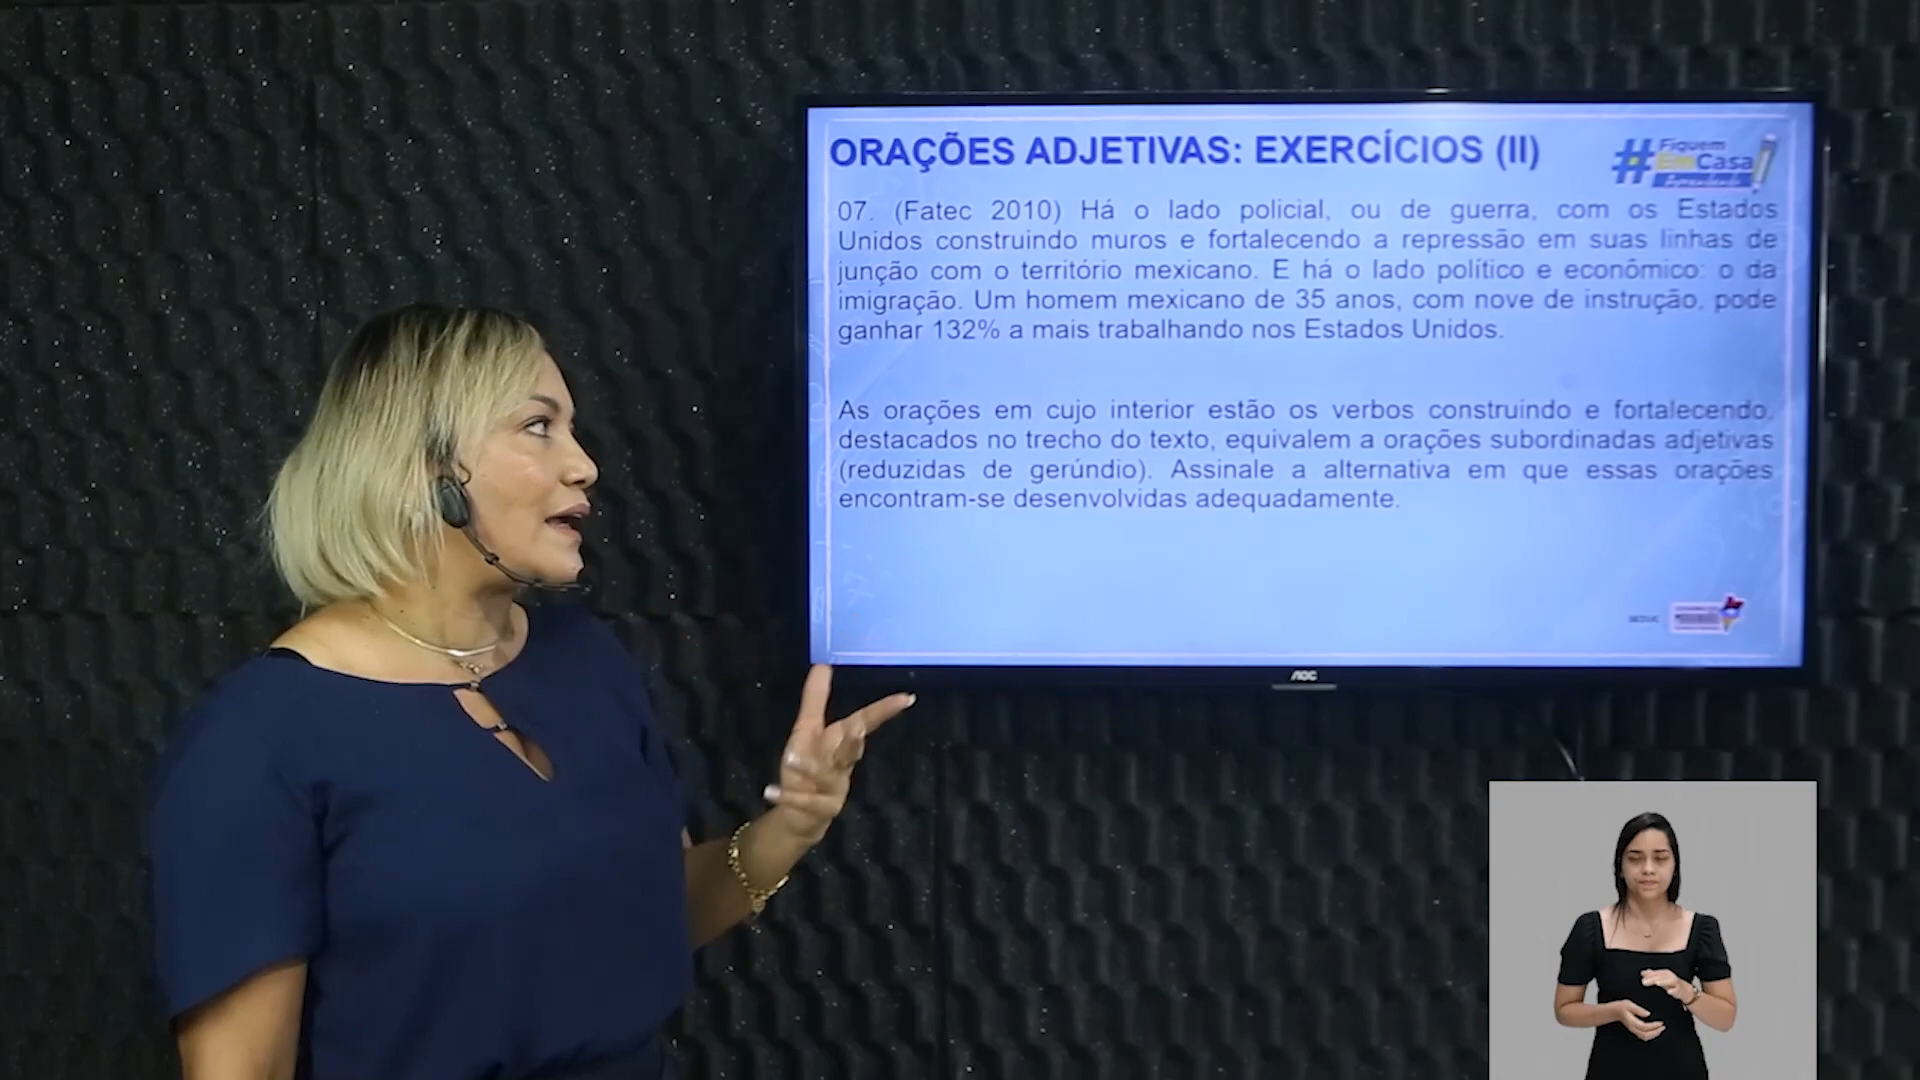 ORAÇÕES ADJETIVAS: EXERCÍCIOS (II)
#Fiquem
EmCasa
Aprendendo
07. (Fatec 2010) Há o lado policial, ou de guerra, com os Estados
Unidos construindo muros e fortalecendo a repressão em suas linhas de
junção com o território mexicano. E há o lado político e econômico: o da
imigração. Um homem mexicano de 35 anos, com nove de instrução, pode
ganhar 132% a mais trabalhando nos Estados Unidos.
As orações em cujo interior estão os verbos construindo e fortalecendo,
destacados no trecho do texto, equivalem a orações subordinadas adjetivas
(reduzidas de gerúndio). Assinale a alternativa em que essas orações
encontram-se desenvolvidas adequadamente.
SEDUC
AOC